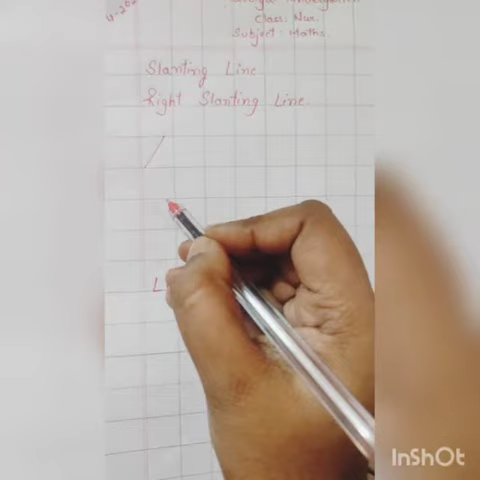 Class: Nur.
Subject: Maths.
Slanting Line
Right Slanting Line.
L
InShOt